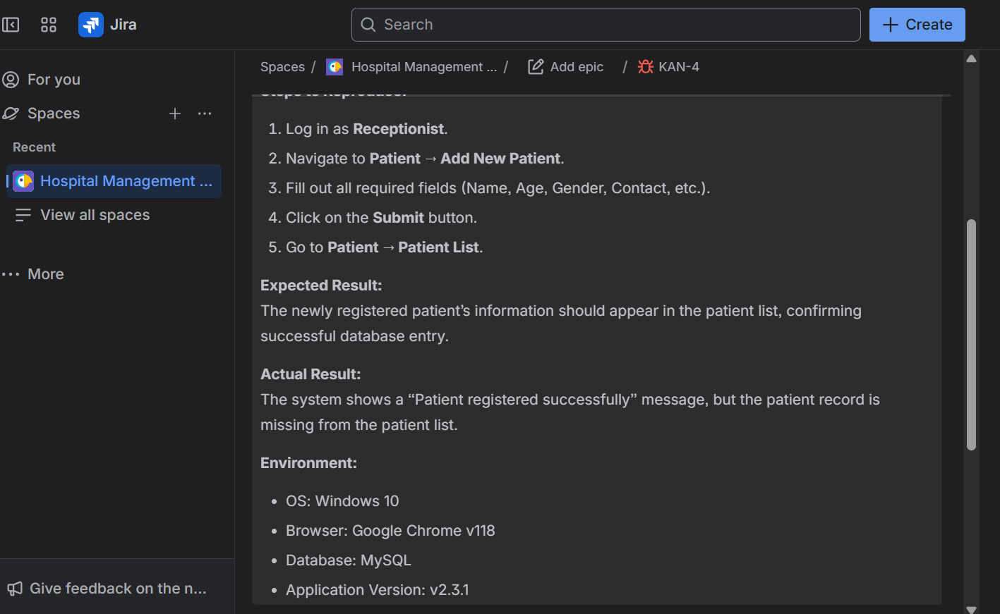 Jira
Search
Create
For you
Spaces
Recent
Hospital Management ...
View all spaces
More
Give feedback on the n...
Spaces / Hospital Management ... / Add epic / KAN-4
Steps to Reproduce:
1. Log in as Receptionist.
2. Navigate to Patient → Add New Patient.
3. Fill out all required fields (Name, Age, Gender, Contact, etc.).
4. Click on the Submit button.
5. Go to Patient → Patient List.
Expected Result:
The newly registered patient’s information should appear in the patient list, confirming
successful database entry.
Actual Result:
The system shows a “Patient registered successfully” message, but the patient record is
missing from the patient list.
Environment:
• OS: Windows 10
• Browser: Google Chrome v118
• Database: MySQL
• Application Version: v2.3.1